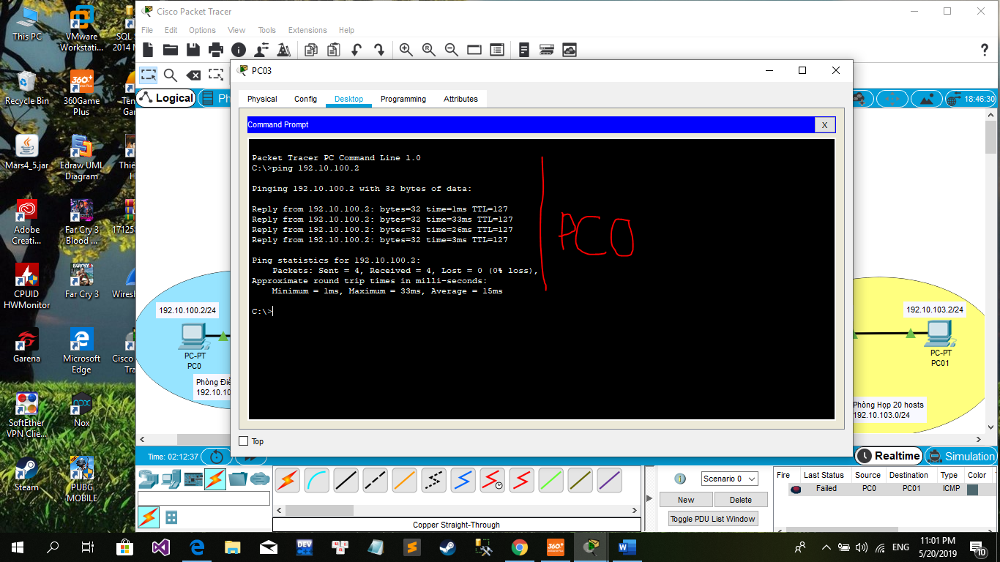 This PC
VMware
Workstati...
SQL S
2014 M
Recycle Bin
360Game
Plus
Ten
Gar
Mars4_5.jar
Edraw UML
Diagram
Thiê
H
Adobe
Creati...
Far Cry 3
Blood ...
17125
CPUID
HWMonitor
Far Cry 3
Wiresh
Garena
Microsoft
Edge
Cisco
Tra
SoftEther
VPN Clie...
Nox
Steam
PUBG
MOBILE
Cisco Packet Tracer
File Edit Options View Tools Extensions Help
Logical
Ph
18:46:30
PC03
Physical Config Desktop Programming Attributes
Command Prompt
X
Packet Tracer PC Command Line 1.0
C:\>ping 192.10.100.2
Pinging 192.10.100.2 with 32 bytes of data:
Reply from 192.10.100.2: bytes=32 time=1ms TTL=127
Reply from 192.10.100.2: bytes=32 time=33ms TTL=127
Reply from 192.10.100.2: bytes=32 time=26ms TTL=127
Reply from 192.10.100.2: bytes=32 time=3ms TTL=127
Ping statistics for 192.10.100.2:
Packets: Sent = 4, Received = 4, Lost = 0 (0% loss),
Approximate round trip times in milli-seconds:
Minimum = 1ms, Maximum = 33ms, Average = 15ms
C:\>
PC0
Top
192.10.100.2/24
PC-PT
PC0
Phòng Điề
192.10.10
192.10.103.2/24
PC-PT
PC01
Phòng Họp 20 hosts
192.10.103.0/24
Time: 02:12:37
Realtime
Simulation
Copper Straight-Through
Scenario 0
New
Delete
Toggle PDU List Window
Fire Last Status Source Destination Type Color
Failed PC0 PC01 ICMP
ENG
11:01 PM
5/20/2019
10